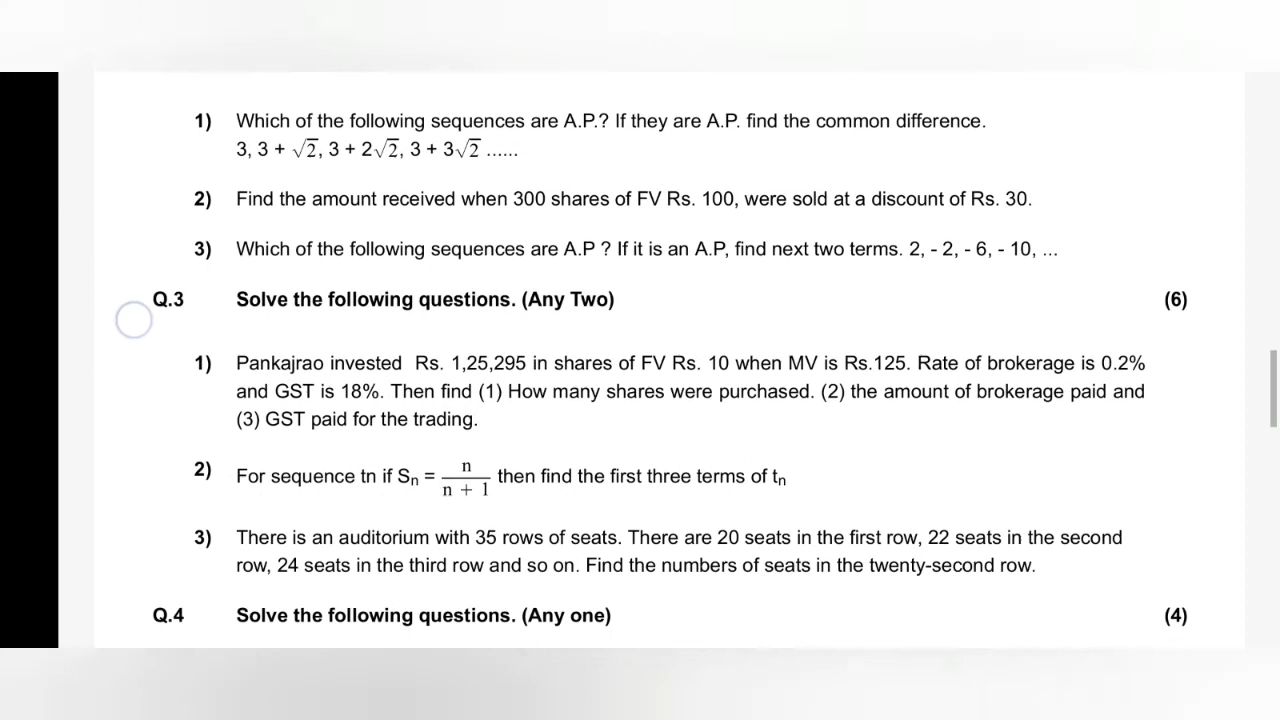 1) Which of the following sequences are A.P.? If they are A.P. find the common difference.
3, 3 + √2, 3 + 2√2, 3 + 3√2 ......
2) Find the amount received when 300 shares of FV Rs. 100, were sold at a discount of Rs. 30.
3) Which of the following sequences are A.P ? If it is an A.P, find next two terms. 2, - 2, - 6, - 10, ...
Q.3 Solve the following questions. (Any Two) (6)
1) Pankajrao invested Rs. 1,25,295 in shares of FV Rs. 10 when MV is Rs.125. Rate of brokerage is 0.2%
and GST is 18%. Then find (1) How many shares were purchased. (2) the amount of brokerage paid and
(3) GST paid for the trading.
2) For sequence tn if Sₙ = n/(n + 1) then find the first three terms of tₙ
3) There is an auditorium with 35 rows of seats. There are 20 seats in the first row, 22 seats in the second
row, 24 seats in the third row and so on. Find the numbers of seats in the twenty-second row.
Q.4 Solve the following questions. (Any one) (4)